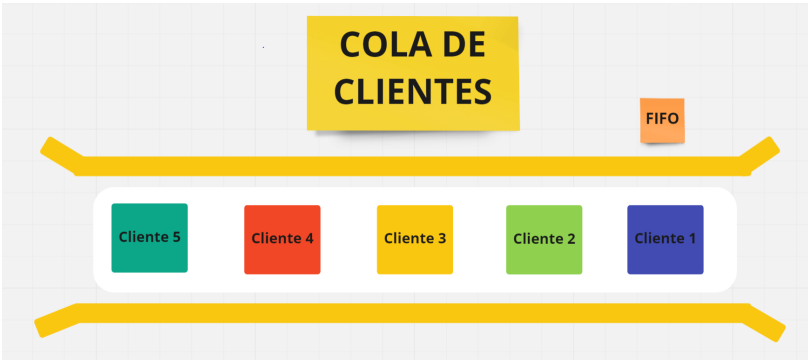 COLA DE
CLIENTES
FIFO
Cliente 5
Cliente 4
Cliente 3
Cliente 2
Cliente 1